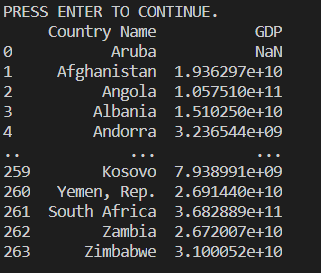 PRESS ENTER TO CONTINUE.
Country Name GDP
0 Aruba NaN
1 Afghanistan 1.936297e+10
2 Angola 1.057510e+11
3 Albania 1.510250e+10
4 Andorra 3.236544e+09
.. ... ...
259 Kosovo 7.938991e+09
260 Yemen, Rep. 2.691440e+10
261 South Africa 3.682889e+11
262 Zambia 2.672007e+10
263 Zimbabwe 3.100052e+10